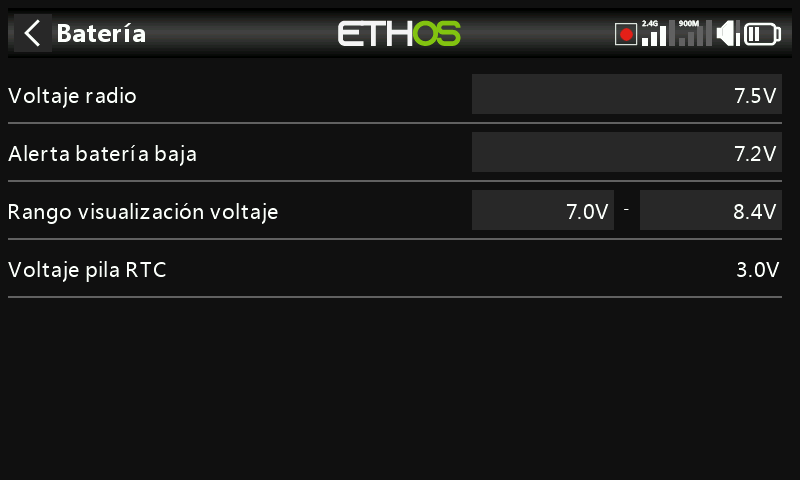 Batería
ETHOS
2.4G
900M
Voltaje radio 7.5V
Alerta batería baja 7.2V
Rango visualización voltaje 7.0V - 8.4V
Voltaje pila RTC 3.0V